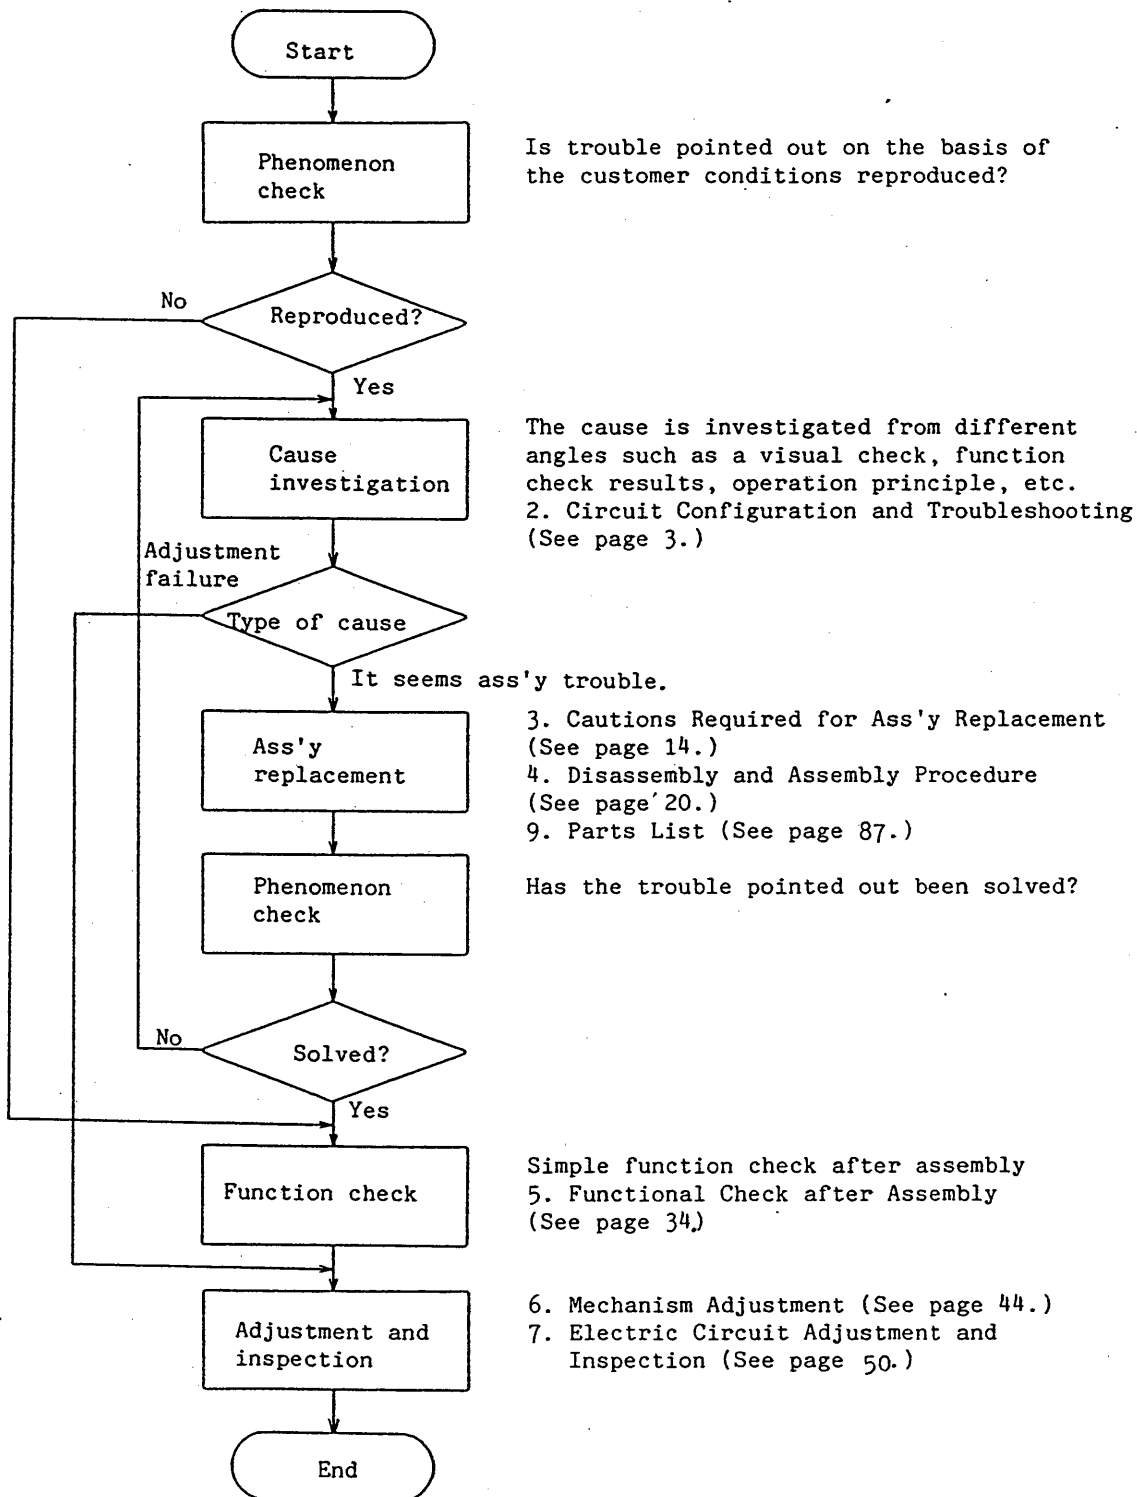 Start
Phenomenon
check
Is trouble pointed out on the basis of
the customer conditions reproduced?
No
Reproduced?
Yes
Cause
investigation
The cause is investigated from different
angles such as a visual check, function
check results, operation principle, etc.
2. Circuit Configuration and Troubleshooting
(See page 3.)
Adjustment
failure
Type of cause
It seems ass'y trouble.
Ass'y
replacement
3. Cautions Required for Ass'y Replacement
(See page 14.)
4. Disassembly and Assembly Procedure
(See page 20.)
9. Parts List (See page 87.)
Phenomenon
check
Has the trouble pointed out been solved?
No
Solved?
Yes
Function check
Simple function check after assembly
5. Functional Check after Assembly
(See page 34.)
Adjustment and
inspection
6. Mechanism Adjustment (See page 44.)
7. Electric Circuit Adjustment and
Inspection (See page 50.)
End